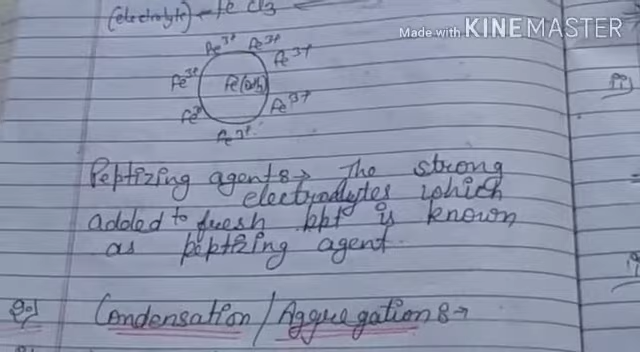 Made with KINEMASTER
(electrolyte) - Fe Cl3
Fe3+ Fe3+
Fe3+
Fe3+ Fe(OH)3
Fe3+
Fe3+
Fe3+
Peptizing agent :→ The strong
electrolytes which
added to fresh ppt is known
as peptizing agent.
Condensation / Aggregation :→